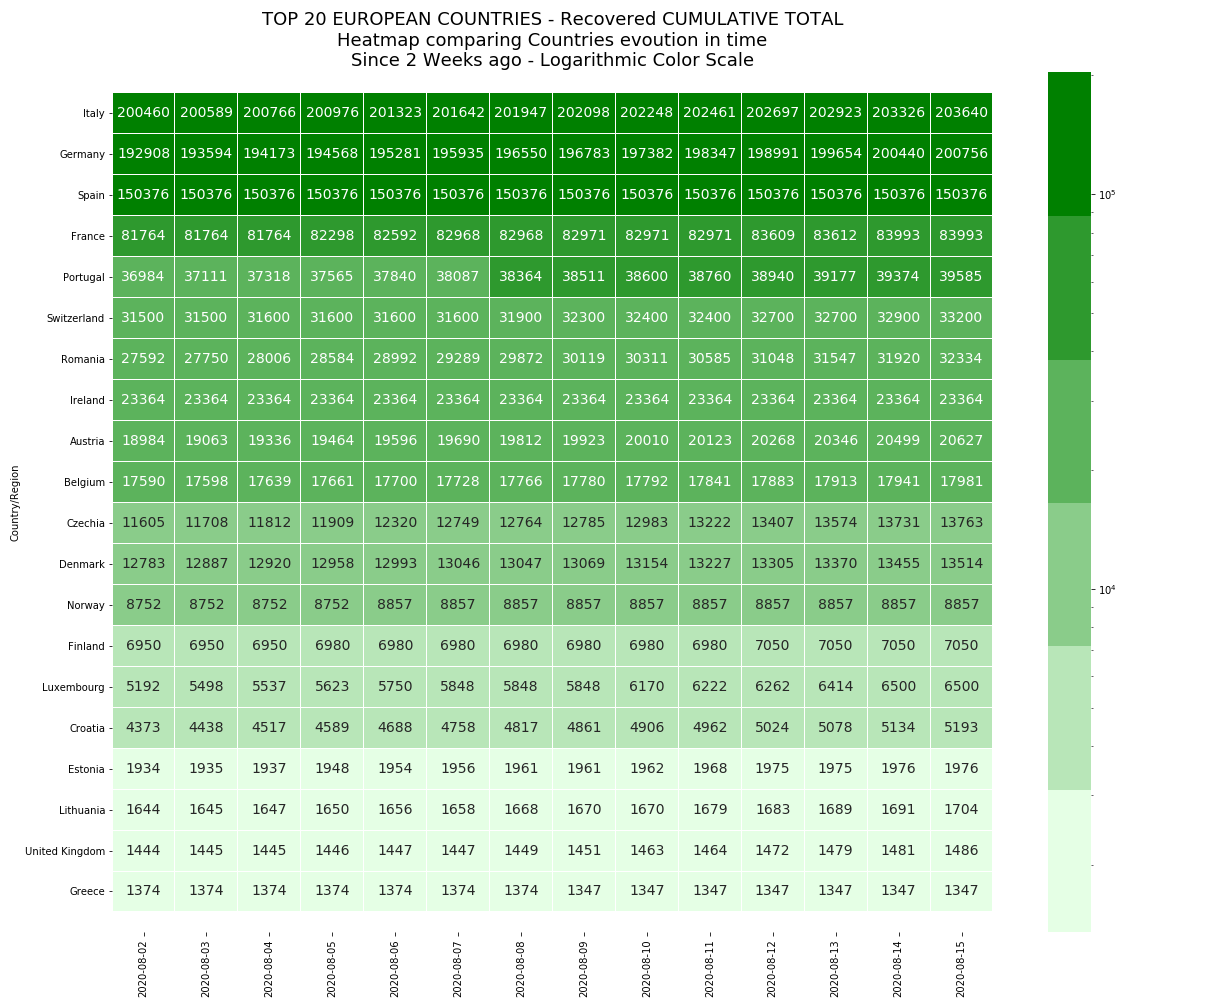 TOP 20 EUROPEAN COUNTRIES - Recovered CUMULATIVE TOTAL
Heatmap comparing Countries evoution in time
Since 2 Weeks ago - Logarithmic Color Scale
Country/Region
Italy 200460 200589 200766 200976 201323 201642 201947 202098 202248 202461 202697 202923 203326 203640
Germany 192908 193594 194173 194568 195281 195935 196550 196783 197382 198347 198991 199654 200440 200756
Spain 150376 150376 150376 150376 150376 150376 150376 150376 150376 150376 150376 150376 150376 150376
France 81764 81764 81764 82298 82592 82968 82968 82971 82971 82971 83609 83612 83993 83993
Portugal 36984 37111 37318 37565 37840 38087 38364 38511 38600 38760 38940 39177 39374 39585
Switzerland 31500 31500 31600 31600 31600 31600 31900 32300 32400 32400 32700 32700 32900 33200
Romania 27592 27750 28006 28584 28992 29289 29872 30119 30311 30585 31048 31547 31920 32334
Ireland 23364 23364 23364 23364 23364 23364 23364 23364 23364 23364 23364 23364 23364 23364
Austria 18984 19063 19336 19464 19596 19690 19812 19923 20010 20123 20268 20346 20499 20627
Belgium 17590 17598 17639 17661 17700 17728 17766 17780 17792 17841 17883 17913 17941 17981
Czechia 11605 11708 11812 11909 12320 12749 12764 12785 12983 13222 13407 13574 13731 13763
Denmark 12783 12887 12920 12958 12993 13046 13047 13069 13154 13227 13305 13370 13455 13514
Norway 8752 8752 8752 8752 8857 8857 8857 8857 8857 8857 8857 8857 8857 8857
Finland 6950 6950 6950 6980 6980 6980 6980 6980 6980 6980 7050 7050 7050 7050
Luxembourg 5192 5498 5537 5623 5750 5848 5848 5848 6170 6222 6262 6414 6500 6500
Croatia 4373 4438 4517 4589 4688 4758 4817 4861 4906 4962 5024 5078 5134 5193
Estonia 1934 1935 1937 1948 1954 1956 1961 1961 1962 1968 1975 1975 1976 1976
Lithuania 1644 1645 1647 1650 1656 1658 1668 1670 1670 1679 1683 1689 1691 1704
United Kingdom 1444 1445 1445 1446 1447 1447 1449 1451 1463 1464 1472 1479 1481 1486
Greece 1374 1374 1374 1374 1374 1374 1374 1347 1347 1347 1347 1347 1347 1347
2020-08-02 2020-08-03 2020-08-04 2020-08-05 2020-08-06 2020-08-07 2020-08-08 2020-08-09 2020-08-10 2020-08-11 2020-08-12 2020-08-13 2020-08-14 2020-08-15
10⁵
10⁴